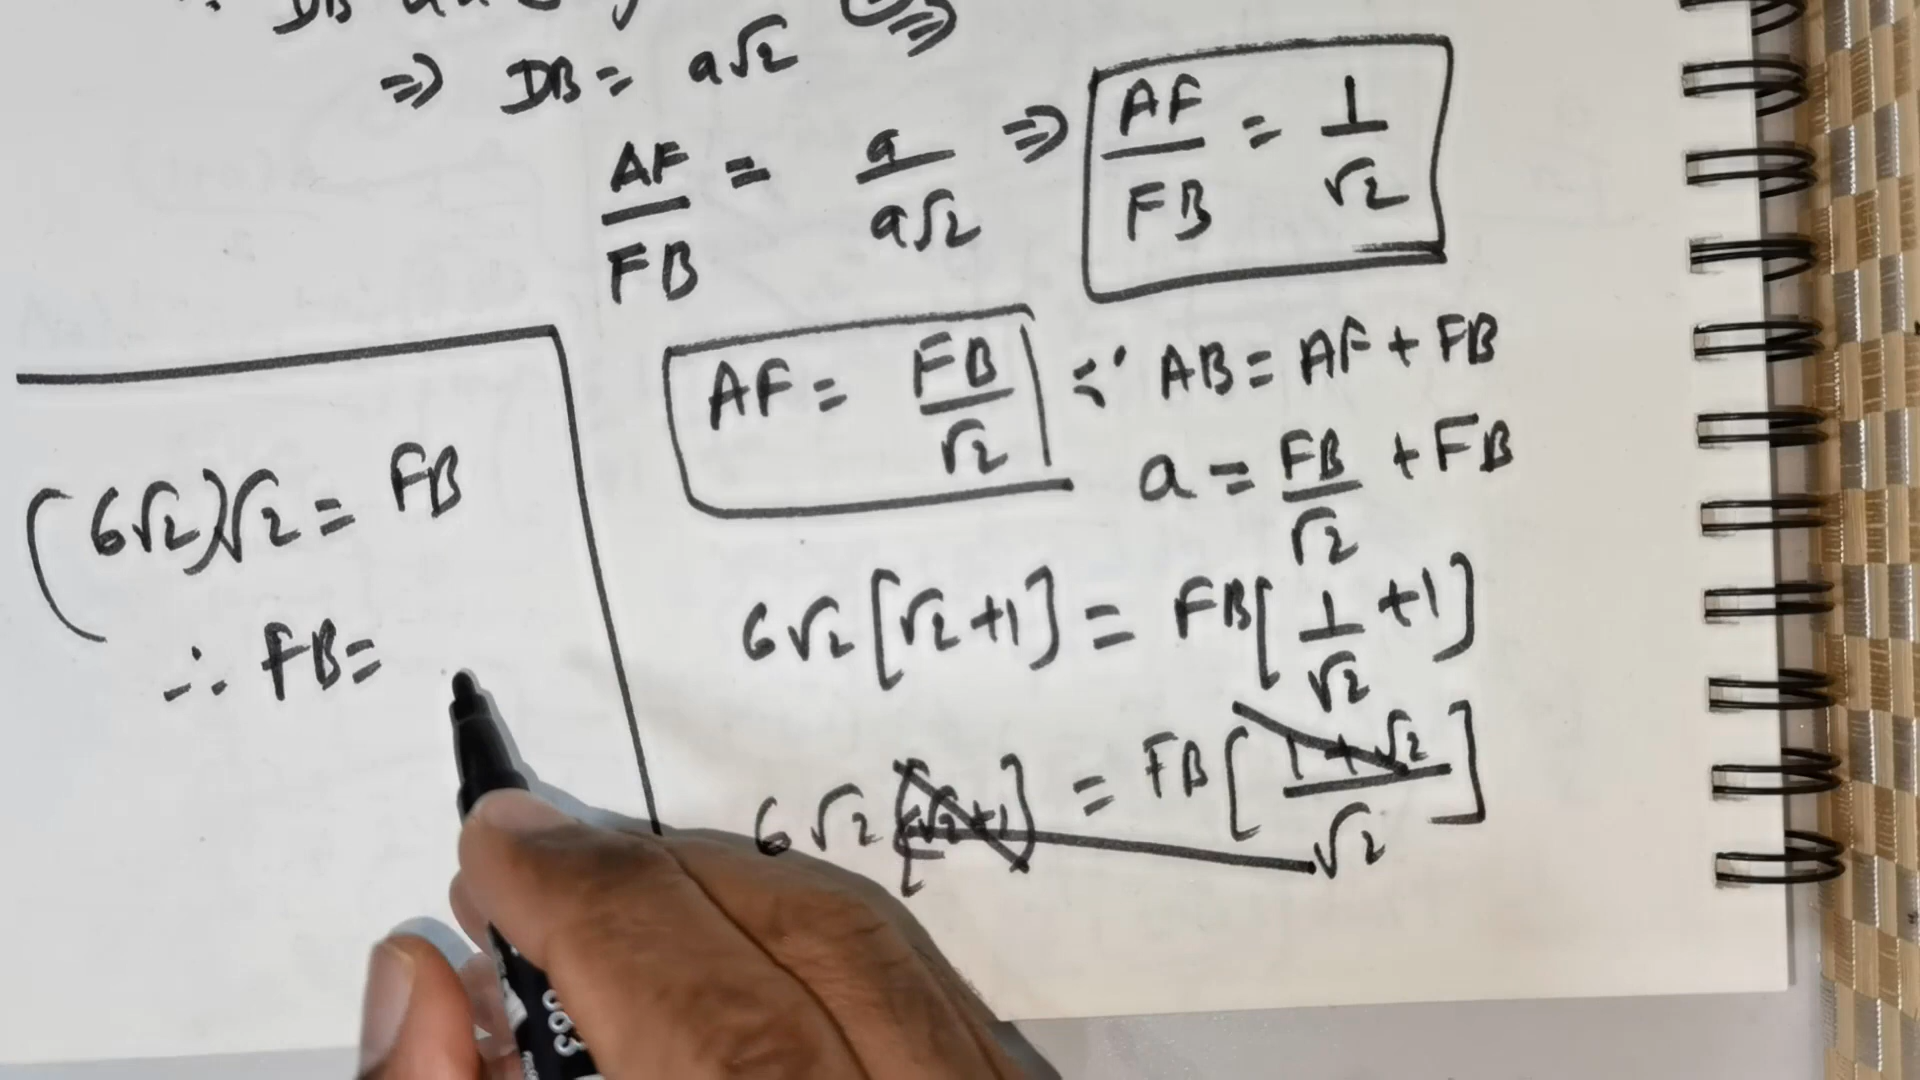 ⇒ DB = a√2 ⇒
AF/FB = a/a√2 ⇒ AF/FB = 1/√2
AF = FB/√2 ∵ AB = AF + FB
a = FB/√2 + FB
6√2[√2+1] = FB[1/√2 +1]
6√2[√2+1] = FB[1+√2/√2]
(6√2)√2 = FB
∴ FB =